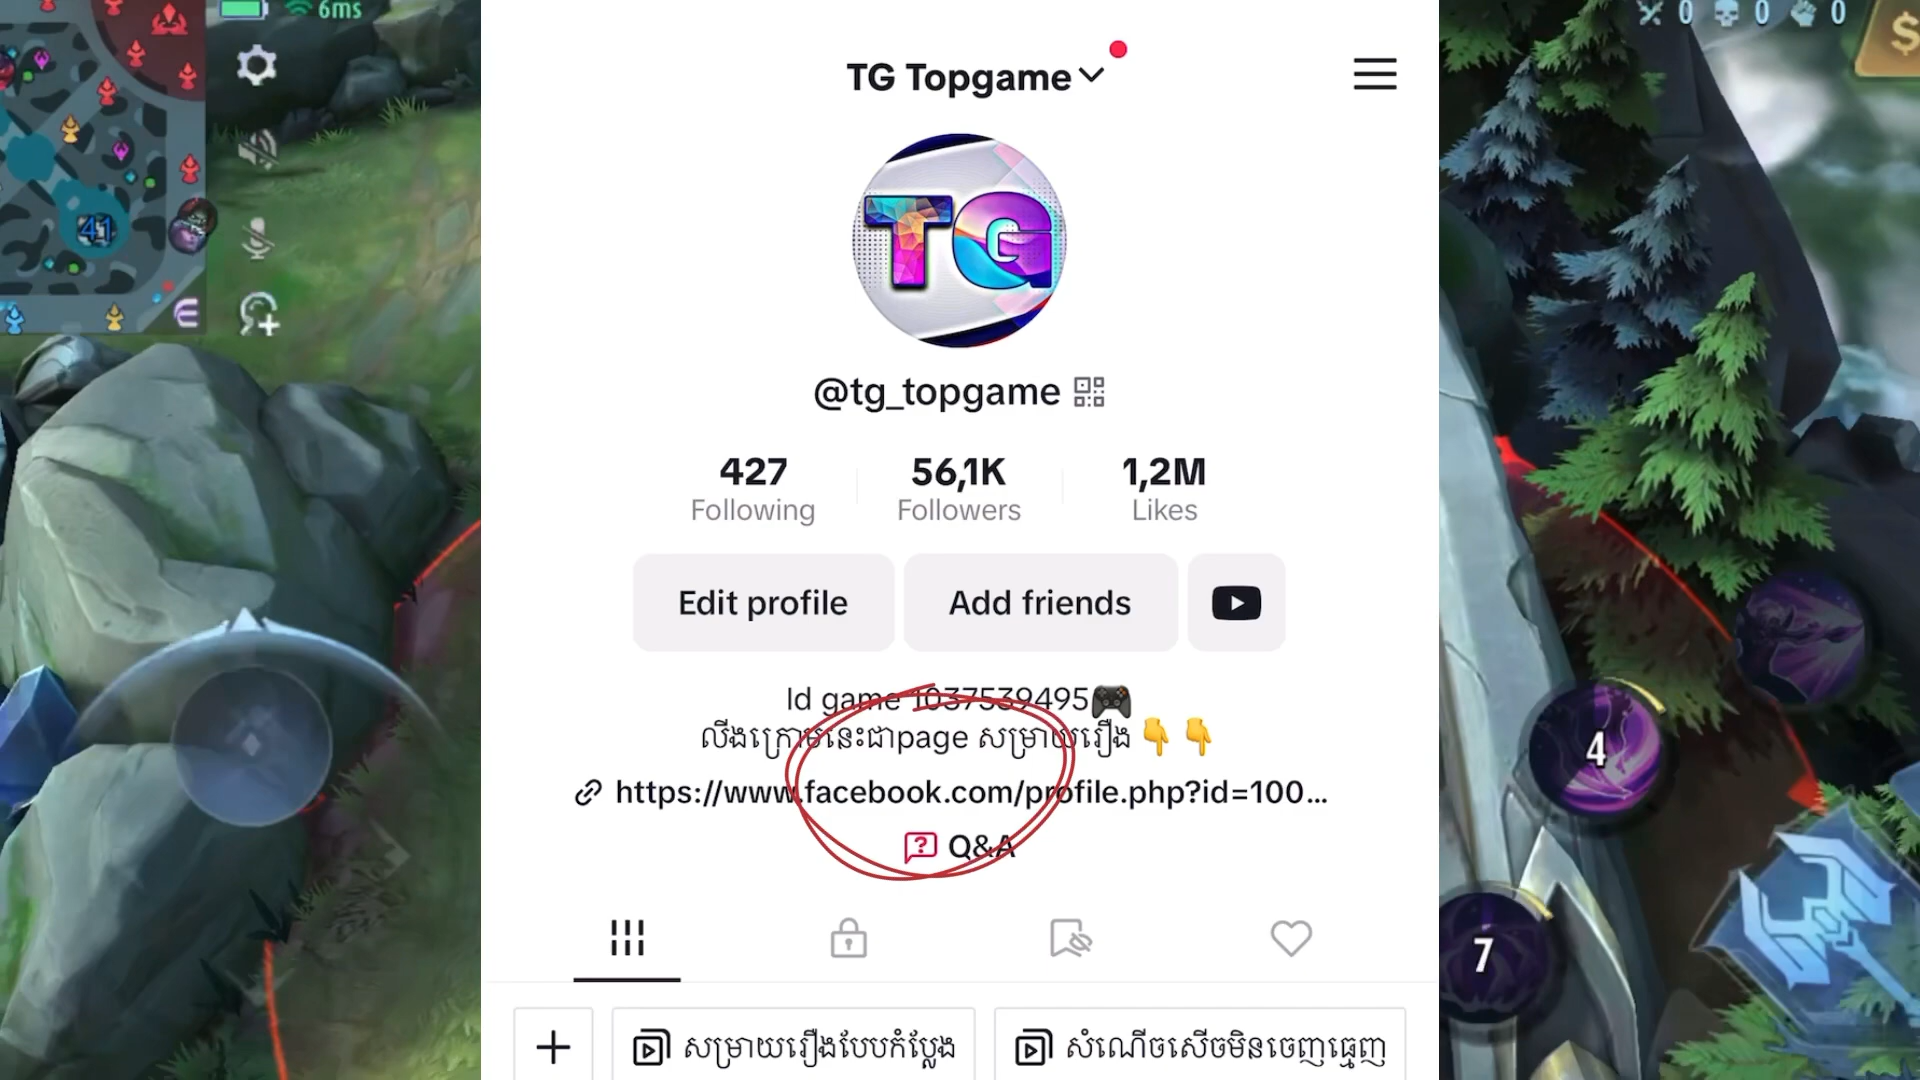 6ms
41
0 0 0
$
TG Topgame
TG
@tg_topgame
427 56,1K 1,2M
Following Followers Likes
Edit profile Add friends
Id game 1037539495🎮
លីងក្រោមនេះជាpage សម្រាយរឿង👇👇
https://www.facebook.com/profile.php?id=100...
Q&A
4
7
សម្រាយរឿងបែបកំប្លែង
សំណើចសើចមិនចេញធ្មេញ